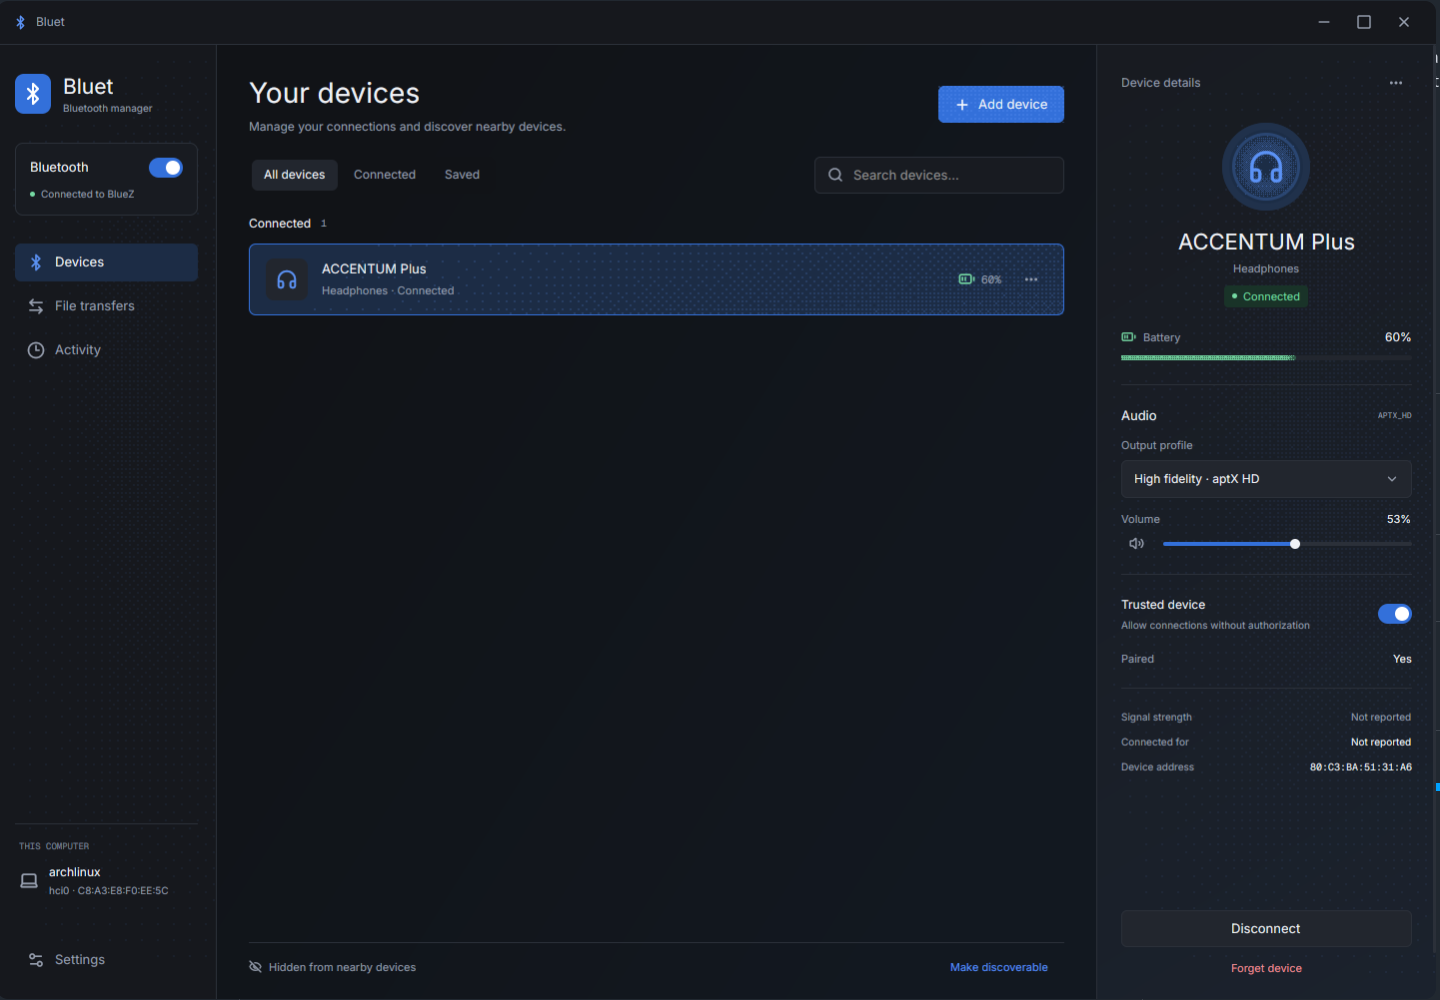 Bluet
Bluet
Bluetooth manager
Bluetooth
Connected to BlueZ
Devices
File transfers
Activity
THIS COMPUTER
archlinux
hci0 · C8:A3:E8:F0:EE:5C
Settings
Your devices
Manage your connections and discover nearby devices.
Add device
All devices Connected Saved
Search devices...
Connected 1
ACCENTUM Plus
Headphones · Connected
60%
Hidden from nearby devices
Make discoverable
Device details
ACCENTUM Plus
Headphones
Connected
Battery 60%
Audio APTX_HD
Output profile
High fidelity · aptX HD
Volume 53%
Trusted device
Allow connections without authorization
Paired Yes
Signal strength Not reported
Connected for Not reported
Device address 80:C3:BA:51:31:A6
Disconnect
Forget device